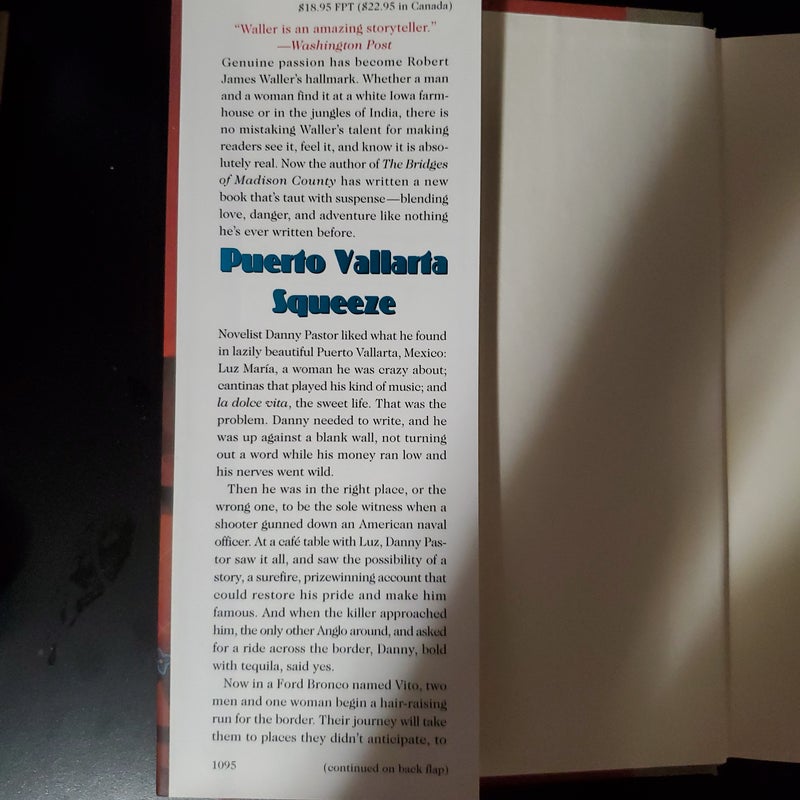 $18.95 FPT ($22.95 in Canada)
“Waller is an amazing storyteller.”
—Washington Post
Genuine passion has become Robert
James Waller’s hallmark. Whether a man
and a woman find it at a white Iowa farm-
house or in the jungles of India, there is
no mistaking Waller’s talent for making
readers see it, feel it, and know it is abso-
lutely real. Now the author of The Bridges
of Madison County has written a new
book that’s taut with suspense—blending
love, danger, and adventure like nothing
he’s ever written before.
Puerto Vallarta
Squeeze
Novelist Danny Pastor liked what he found
in lazily beautiful Puerto Vallarta, Mexico:
Luz María, a woman he was crazy about;
cantinas that played his kind of music; and
la dolce vita, the sweet life. That was the
problem. Danny needed to write, and he
was up against a blank wall, not turning
out a word while his money ran low and
his nerves went wild.
Then he was in the right place, or the
wrong one, to be the sole witness when a
shooter gunned down an American naval
officer. At a café table with Luz, Danny Pas-
tor saw it all, and saw the possibility of a
story, a surefire, prizewinning account that
could restore his pride and make him
famous. And when the killer approached
him, the only other Anglo around, and asked
for a ride across the border, Danny, bold
with tequila, said yes.
Now in a Ford Bronco named Vito, two
men and one woman begin a hair-raising
run for the border. Their journey will take
them to places they didn’t anticipate, to
1095
(continued on back flap)